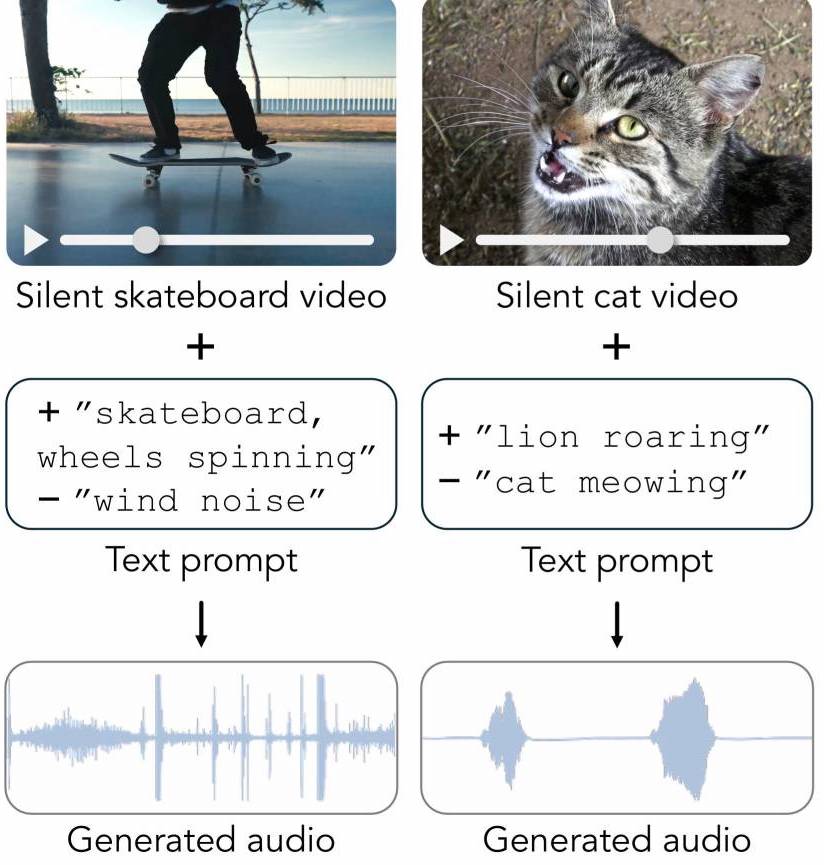 Silent skateboard video
+
+ ”skateboard,
wheels spinning”
– ”wind noise”
Text prompt
Generated audio
Silent cat video
+
+ ”lion roaring”
– ”cat meowing”
Text prompt
Generated audio